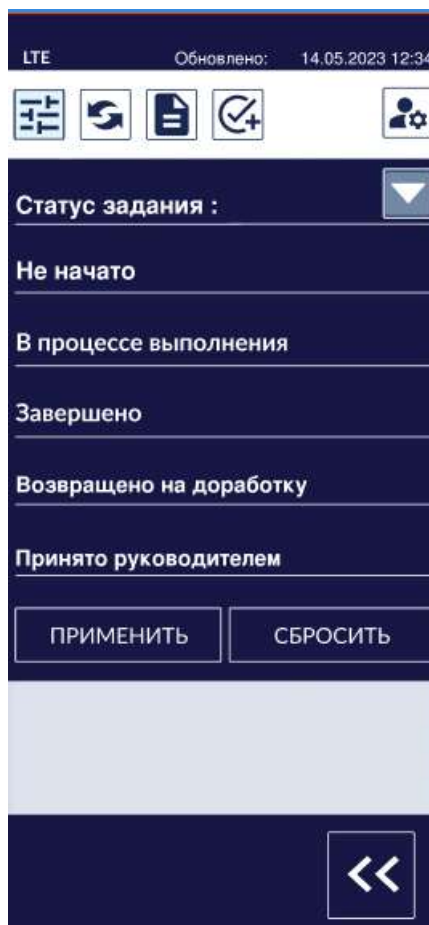 LTE Обновлено: 14.05.2023 12:34
Статус задания :
Не начато
В процессе выполнения
Завершено
Возвращено на доработку
Принято руководителем
ПРИМЕНИТЬ СБРОСИТЬ